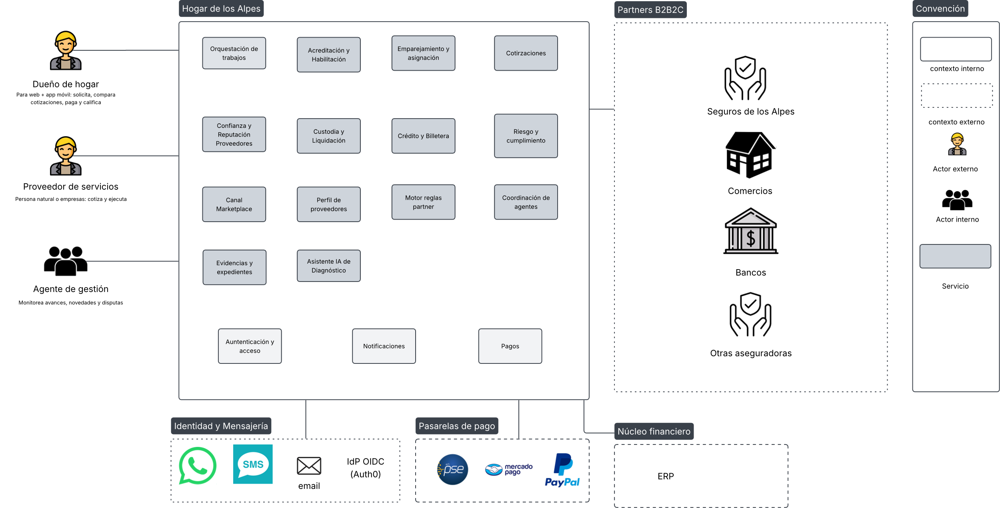 Hogar de los Alpes
Partners B2B2C
Convención
Dueño de hogar
Para web + app móvil: solicita, compara
cotizaciones, paga y califica
Proveedor de servicios
Persona natural o empresas: cotiza y ejecuta
Agente de gestión
Monitorea avances, novedades y disputas
Orquestación de
trabajos
Acreditación y
Habilitación
Emparejamiento y
asignación
Cotirzaciones
Confianza y
Reputación
Proveedores
Custodia y
Liquidación
Crédito y Billetera
Riesgo y
cumplimiento
Canal
Marketplace
Perfil de
proveedores
Motor reglas
partner
Coordinación de
agentes
Evidencias y
expedientes
Asistente IA de
Diagnóstico
Auntenticación y
acceso
Notificaciones
Pagos
Seguros de los Alpes
Comercios
Bancos
Otras aseguradoras
contexto interno
contexto externo
Actor externo
Actor interno
Servicio
Identidad y Mensajería
SMS
email
IdP OIDC
(Auth0)
Pasarelas de pago
ach
pse
mercado
pago
PayPal
Núcleo financiero
ERP